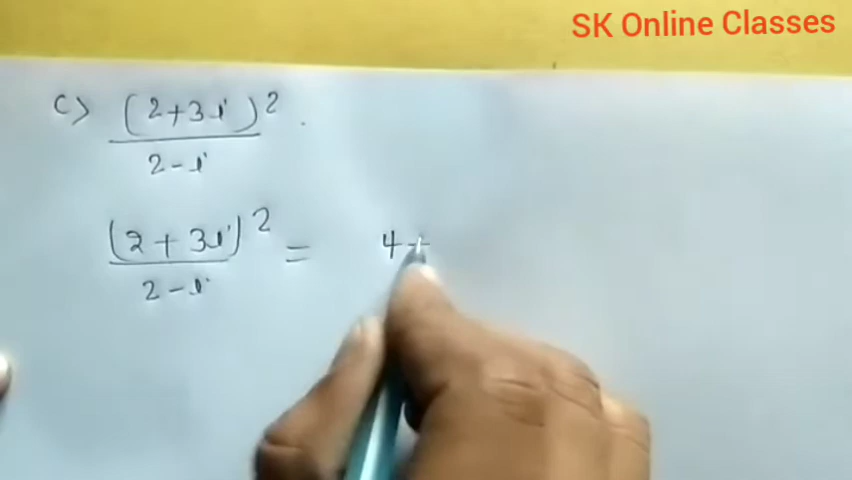 SK Online Classes
c) (2+3i)²
2-i
(2+3i)² = 4+
2-i